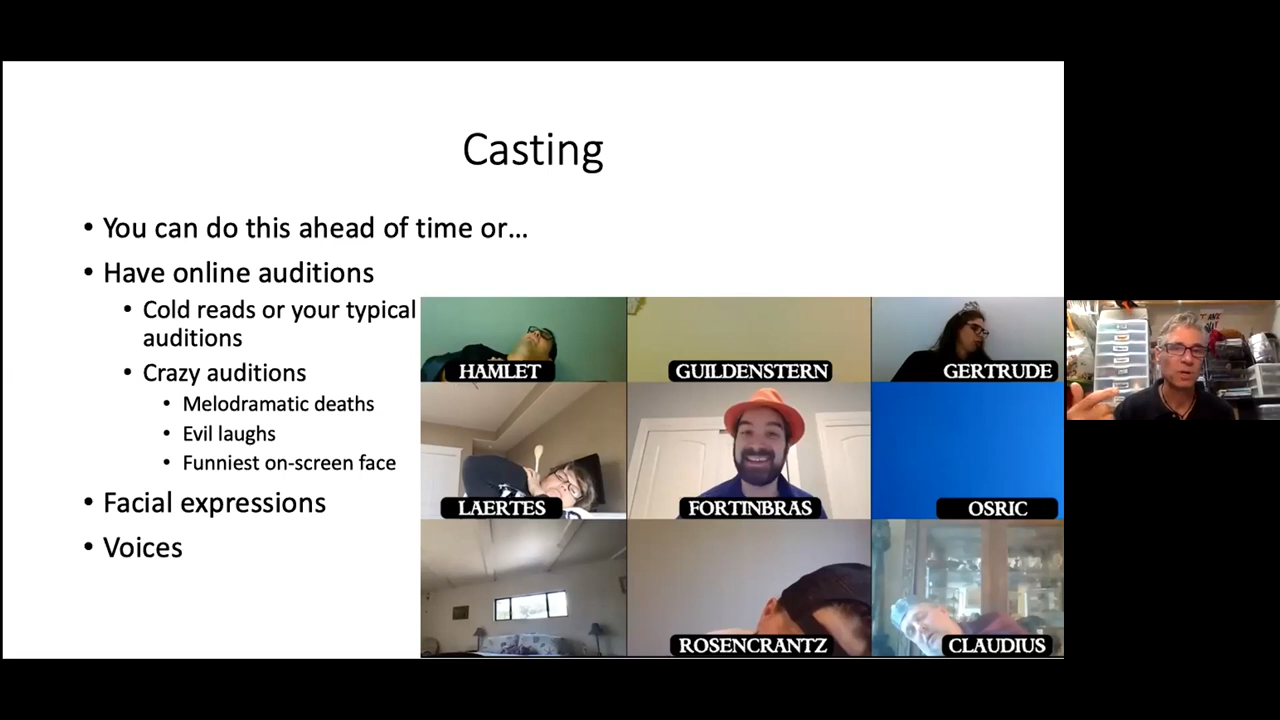 Casting
• You can do this ahead of time or…
• Have online auditions
• Cold reads or your typical
auditions
• Crazy auditions
• Melodramatic deaths
• Evil laughs
• Funniest on-screen face
• Facial expressions
• Voices
HAMLET
GUILDENSTERN
GERTRUDE
LAERTES
FORTINBRAS
OSRIC
ROSENCRANTZ
CLAUDIUS